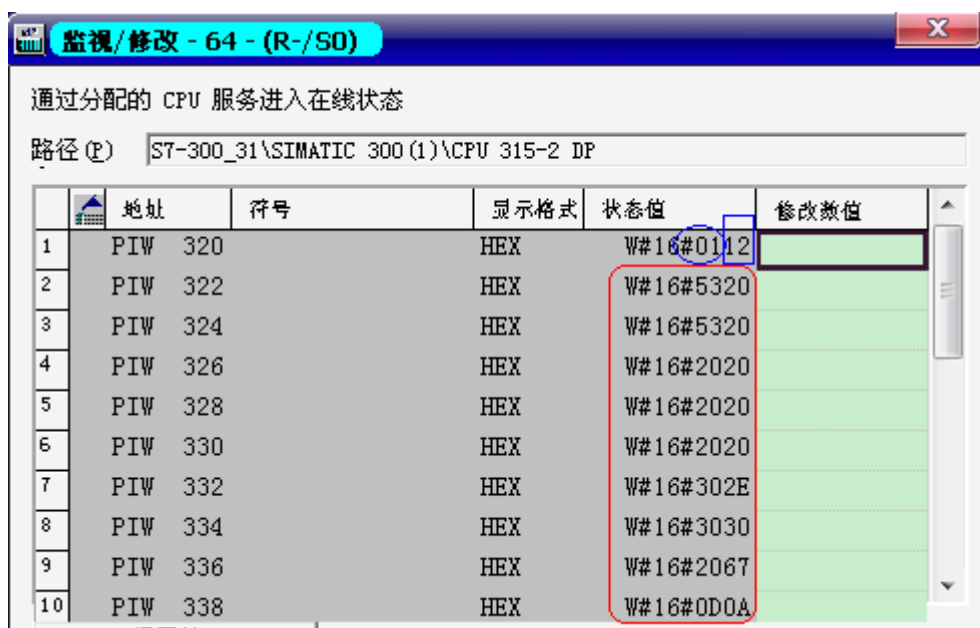 监視/修改 - 64 - (R-/S0)
通过分配的 CPU 服务进入在线状态
路径(P) S7-300_31\SIMATIC 300(1)\CPU 315-2 DP
地址 符号 显示格式 状态值 修改数值
1 PIW 320 HEX W#16#0112
2 PIW 322 HEX W#16#5320
3 PIW 324 HEX W#16#5320
4 PIW 326 HEX W#16#2020
5 PIW 328 HEX W#16#2020
6 PIW 330 HEX W#16#2020
7 PIW 332 HEX W#16#302E
8 PIW 334 HEX W#16#3030
9 PIW 336 HEX W#16#2067
10 PIW 338 HEX W#16#0D0A